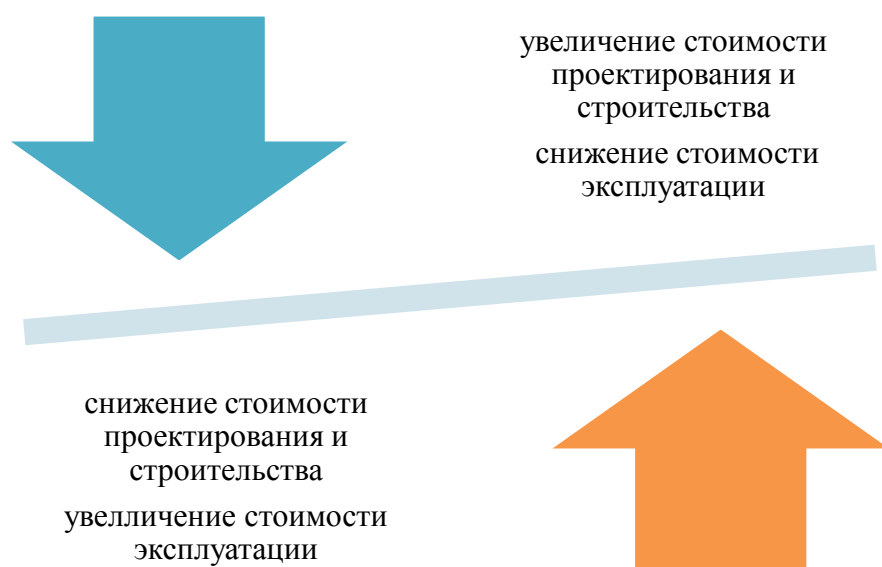 увеличение стоимости
проектирования и
строительства
снижение стоимости
эксплуатации
снижение стоимости
проектирования и
строительства
увелличение стоимости
эксплуатации